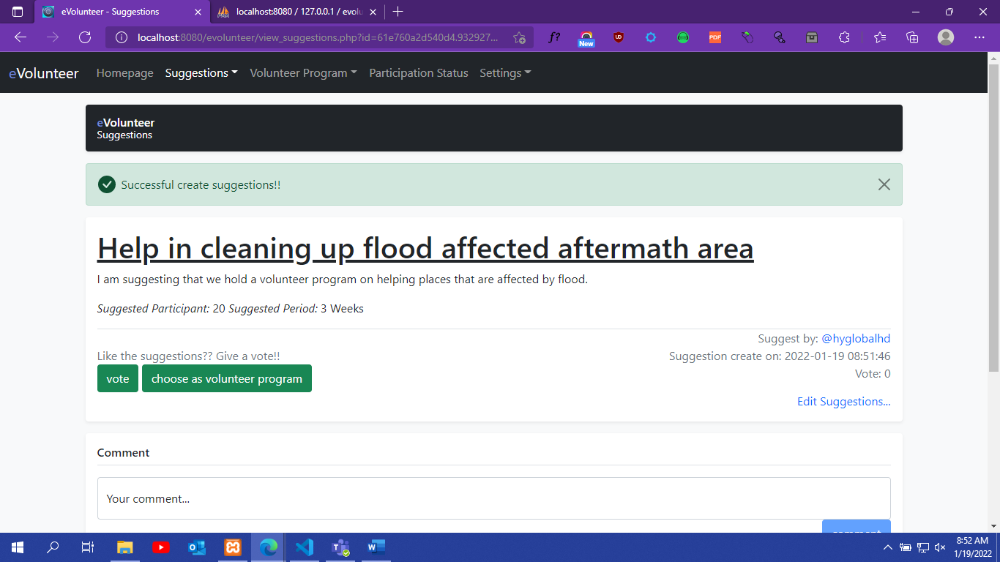 eVolunteer - Suggestions
localhost:8080 / 127.0.0.1 / evolu
localhost:8080/evolunteer/view_suggestions.php?id=61e760a2d540d4.932927...
f?
New
UD
PDF
eVolunteer Homepage Suggestions Volunteer Program Participation Status Settings
eVolunteer
Suggestions
Successful create suggestions!!
Help in cleaning up flood affected aftermath area
I am suggesting that we hold a volunteer program on helping places that are affected by flood.
Suggested Participant: 20 Suggested Period: 3 Weeks
Suggest by: @hyglobalhd
Like the suggestions?? Give a vote!!
Suggestion create on: 2022-01-19 08:51:46
vote choose as volunteer program
Vote: 0
Edit Suggestions...
Comment
Your comment...
comment
8:52 AM
1/19/2022